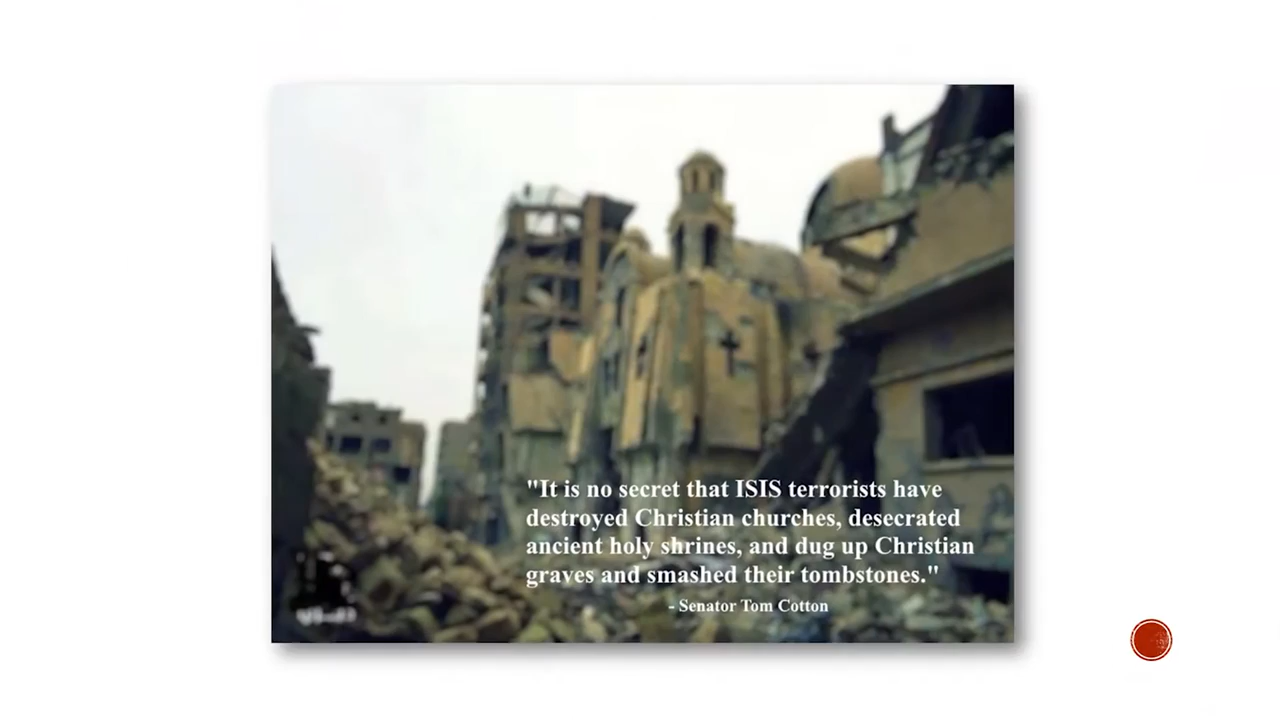 "It is no secret that ISIS terrorists have
destroyed Christian churches, desecrated
ancient holy shrines, and dug up Christian
graves and smashed their tombstones."
- Senator Tom Cotton